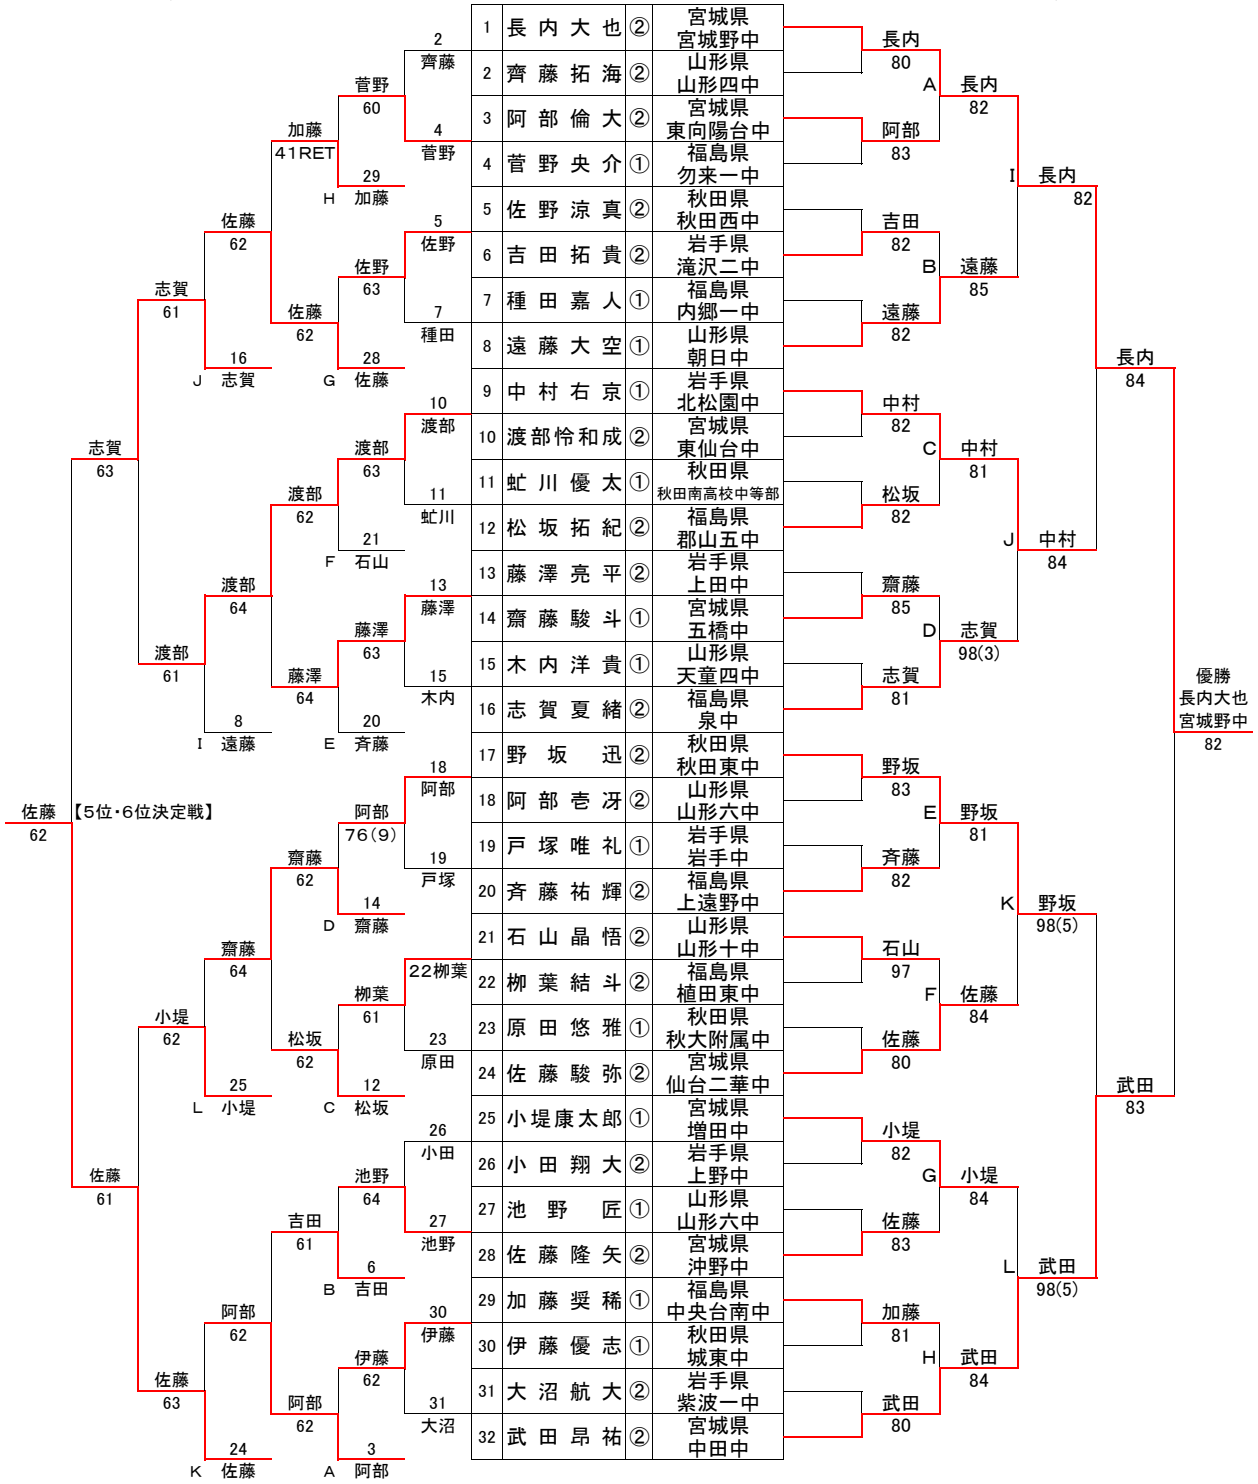 1 長内大也 ② 宮城県 宮城野中
2 齊藤拓海 ② 山形県 山形四中
3 阿部倫大 ② 宮城県 東向陽台中
4 菅野央介 ① 福島県 勿来一中
5 佐野涼真 ② 秋田県 秋田西中
6 吉田拓貴 ② 岩手県 滝沢二中
7 種田嘉人 ① 福島県 内郷一中
8 遠藤大空 ① 山形県 朝日中
9 中村右京 ① 岩手県 北松園中
10 渡部怜和成 ② 宮城県 東仙台中
11 虻川優太 ① 秋田県 秋田南高校中等部
12 松坂拓紀 ② 福島県 郡山五中
13 藤澤亮平 ② 岩手県 上田中
14 齋藤駿斗 ① 宮城県 五橋中
15 木内洋貴 ① 山形県 天童四中
16 志賀夏緒 ② 福島県 泉中
17 野坂迅 ② 秋田県 秋田東中
18 阿部壱冴 ② 山形県 山形六中
19 戸塚唯礼 ① 岩手県 岩手中
20 斉藤祐輝 ② 福島県 上遠野中
21 石山晶悟 ② 山形県 山形十中
22 栁葉結斗 ② 福島県 植田東中
23 原田悠雅 ① 秋田県 秋大附属中
24 佐藤駿弥 ② 宮城県 仙台二華中
25 小堤康太郎 ① 宮城県 増田中
26 小田翔大 ② 岩手県 上野中
27 池野匠 ① 山形県 山形六中
28 佐藤隆矢 ② 宮城県 沖野中
29 加藤奨稀 ① 福島県 中央台南中
30 伊藤優志 ① 秋田県 城東中
31 大沼航大 ② 岩手県 紫波一中
32 武田昂祐 ② 宮城県 中田中
長内
80
A
阿部
83
吉田
82
B
遠藤
82
中村
82
C
松坂
82
齋藤
85
D
志賀
81
野坂
83
E
斉藤
82
石山
97
F
佐藤
80
小堤
82
G
佐藤
83
加藤
81
H
武田
80
長内
82
I
遠藤
85
中村
81
J
志賀
98(3)
野坂
81
K
佐藤
84
小堤
84
L
武田
84
長内
82
中村
84
野坂
98(5)
武田
98(5)
長内
84
武田
83
優勝
長内大也
宮城野中
82
2
齊藤
4
菅野
5
佐野
7
種田
10
渡部
11
虻川
13
藤澤
15
木内
18
阿部
19
戸塚
22栁葉
23
原田
26
小田
27
池野
30
伊藤
31
大沼
菅野
60
29
H 加藤
佐野
63
28
G 佐藤
渡部
63
21
F 石山
藤澤
63
20
E 斉藤
阿部
76(9)
14
D 齋藤
栁葉
61
12
C 松坂
池野
64
6
B 吉田
伊藤
62
3
A 阿部
加藤
41RET
佐藤
62
渡部
62
藤澤
64
齋藤
62
松坂
62
吉田
61
阿部
62
佐藤
62
16
J 志賀
渡部
64
8
I 遠藤
齋藤
64
25
L 小堤
阿部
62
24
K 佐藤
志賀
61
渡部
61
小堤
62
佐藤
63
志賀
63
佐藤
61
佐藤
62
【5位・6位決定戦】